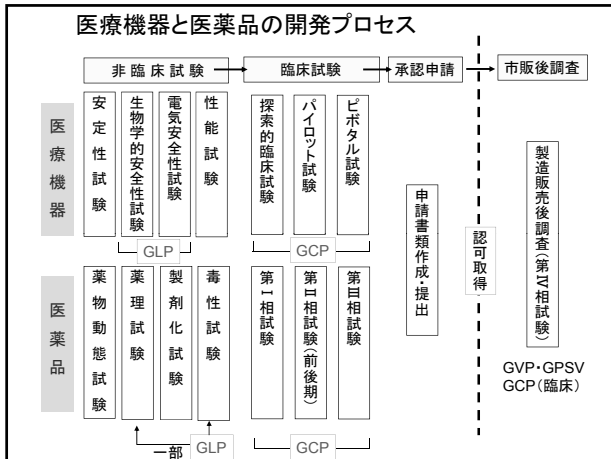 医療機器と医薬品の開発プロセス
非臨床試験
臨床試験
承認申請
市販後調査
医療機器
安定性試験
生物学的安全性試験
電気安全性試験
性能試験
GLP
探索的臨床試験
パイロット試験
ピボタル試験
GCP
医薬品
薬物動態試験
薬理試験
製剤化試験
毒性試験
一部
GLP
第Ⅰ相試験
第Ⅱ相試験(前後期)
第Ⅲ相試験
GCP
申請書類作成・提出
認可取得
製造販売後調査(第Ⅳ相試験)
GVP・GPSV
GCP(臨床)